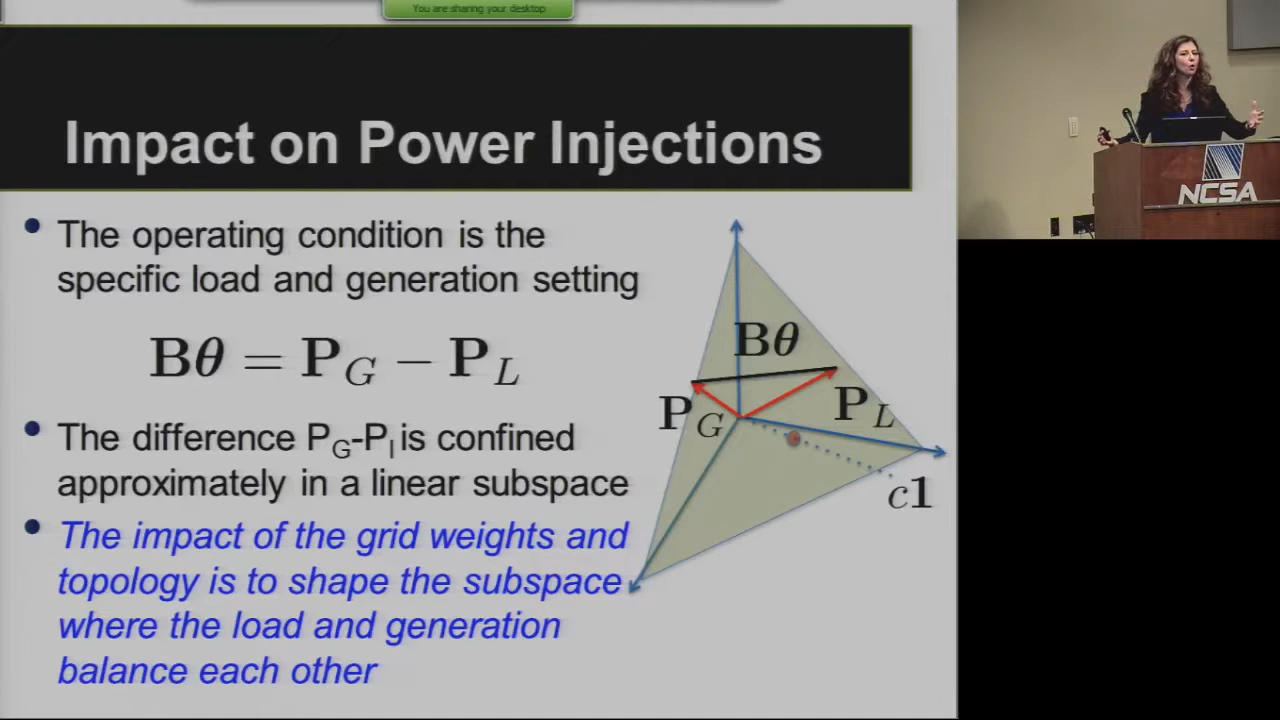 You are sharing your desktop
Impact on Power Injections
• The operating condition is the
specific load and generation setting
Bθ = P_G − P_L
• The difference P_G-P_l is confined
approximately in a linear subspace
• The impact of the grid weights and
topology is to shape the subspace
where the load and generation
balance each other
Bθ
P_G
P_L
c1
NCSA